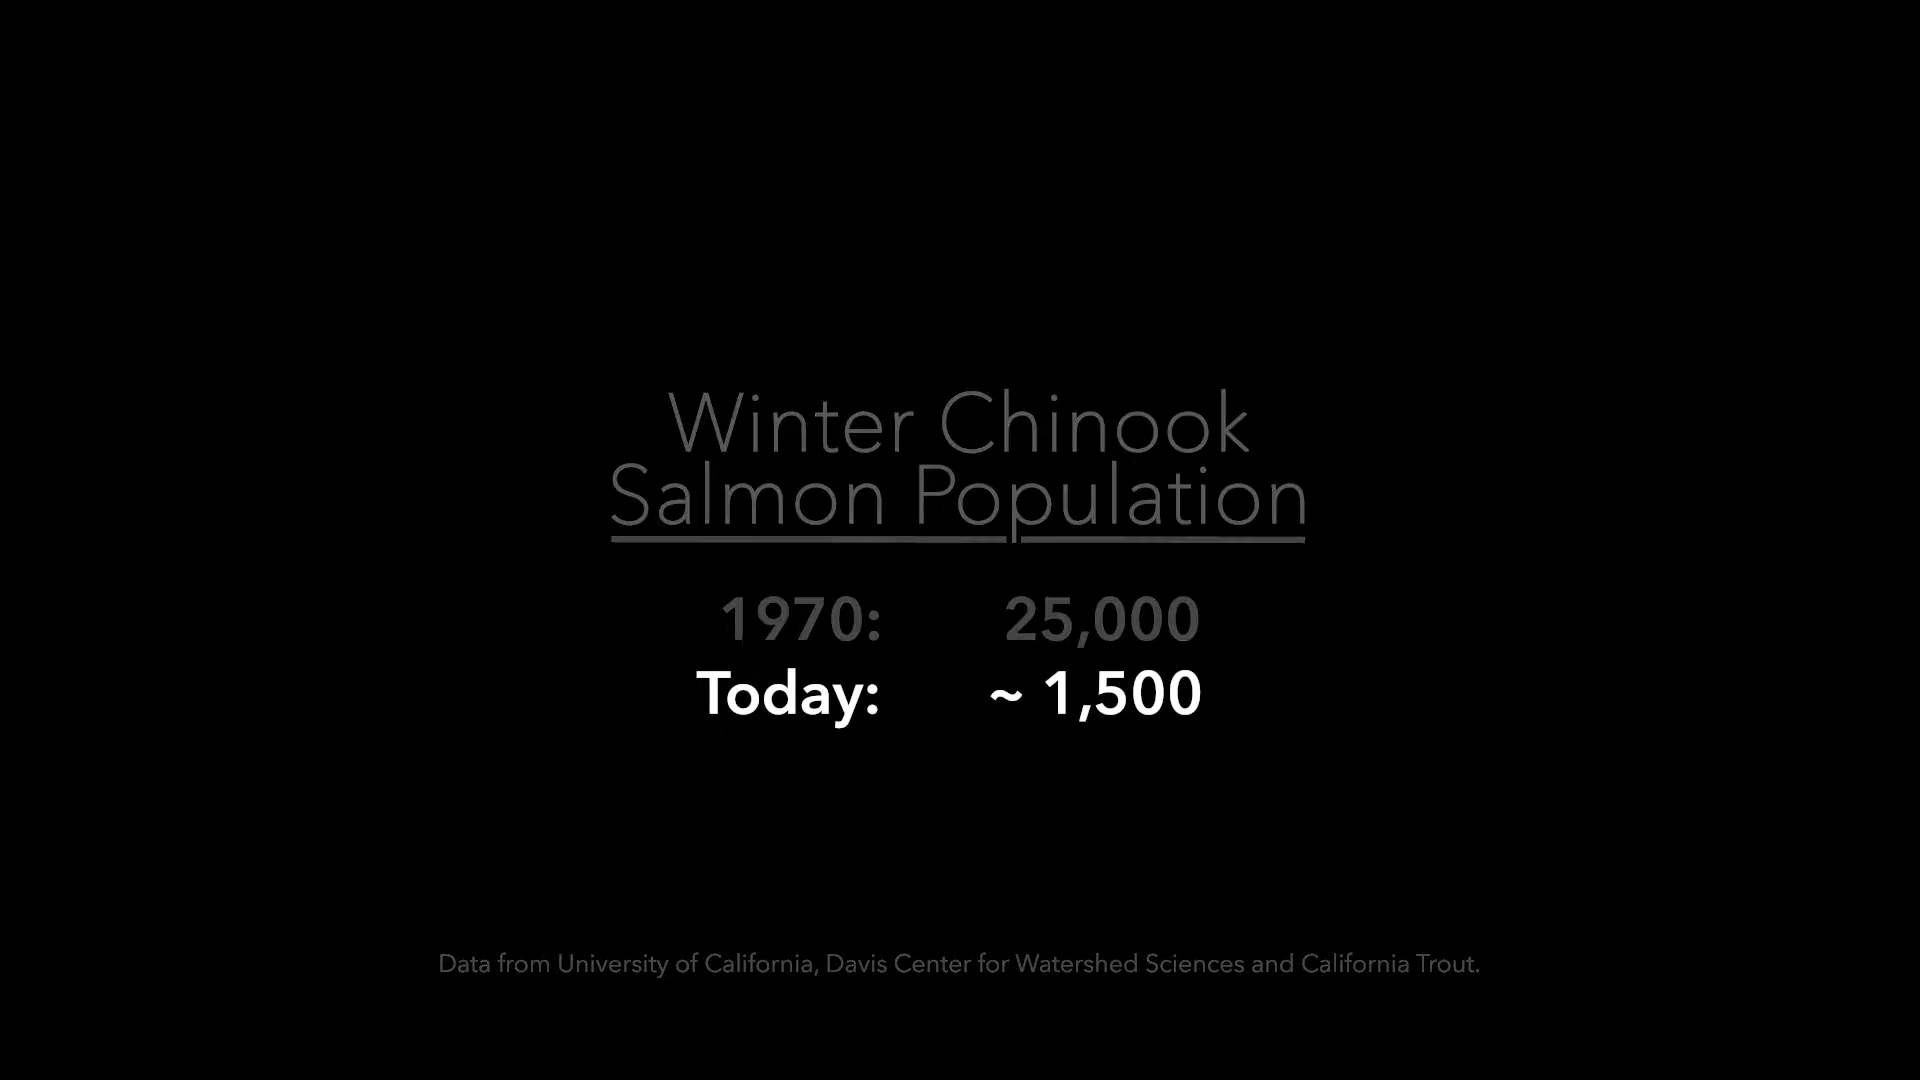 Winter Chinook
Salmon Population
1970: 25,000
Today: ~ 1,500
Data from University of California, Davis Center for Watershed Sciences and California Trout.